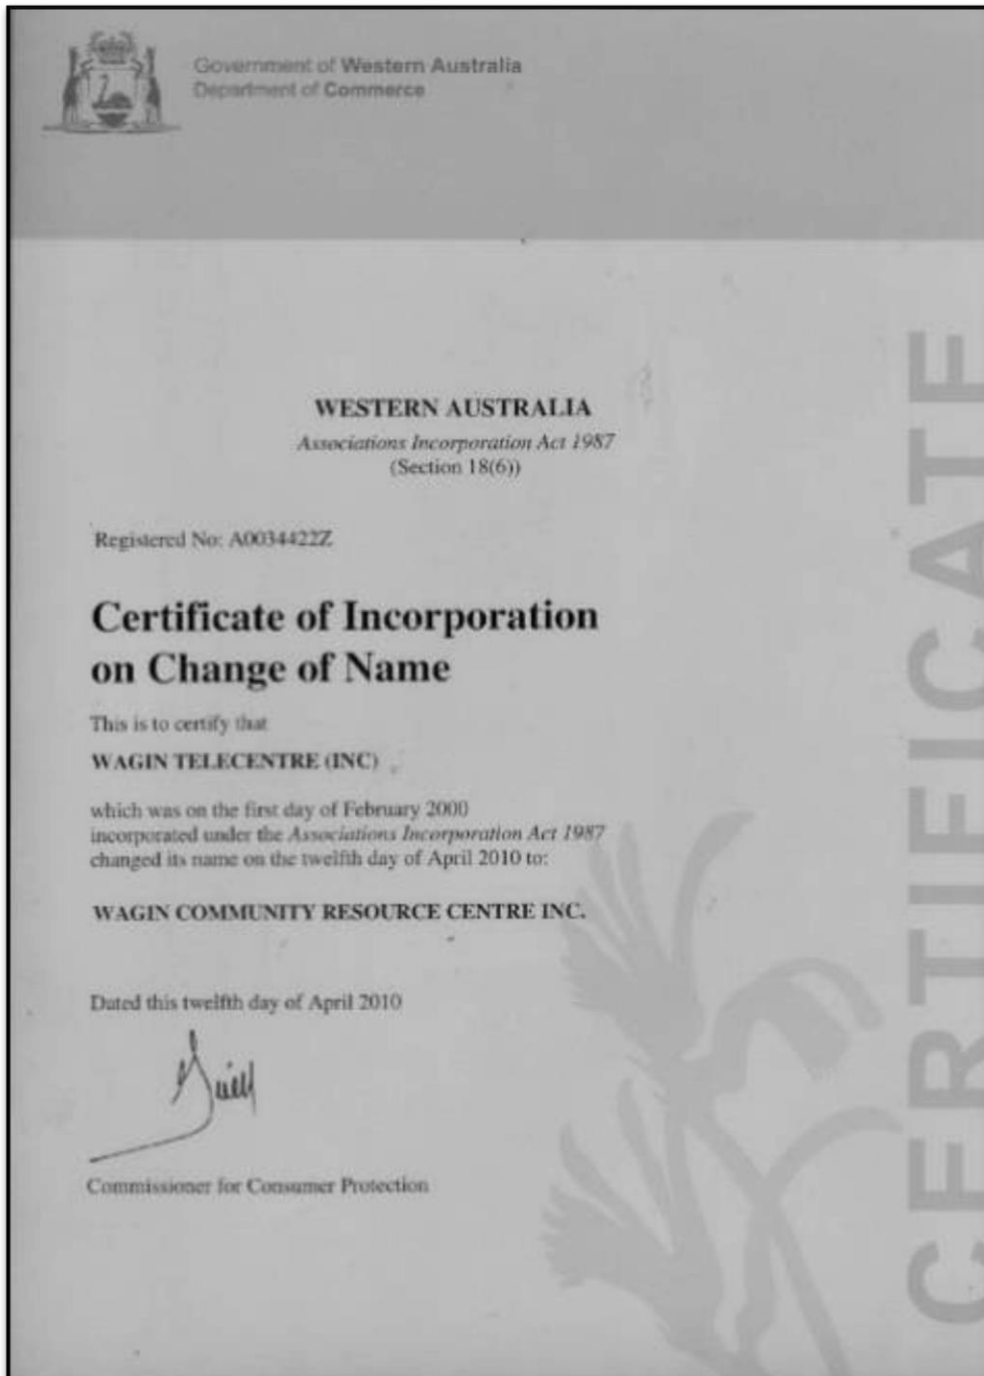 Government of Western Australia
Department of Commerce
WESTERN AUSTRALIA
Associations Incorporation Act 1987
(Section 18(6))
Registered No: A0034422Z
Certificate of Incorporation
on Change of Name
This is to certify that
WAGIN TELECENTRE (INC)
which was on the first day of February 2000
incorporated under the Associations Incorporation Act 1987
changed its name on the twelfth day of April 2010 to:
WAGIN COMMUNITY RESOURCE CENTRE INC.
Dated this twelfth day of April 2010
Commissioner for Consumer Protection
CERTIFICATE